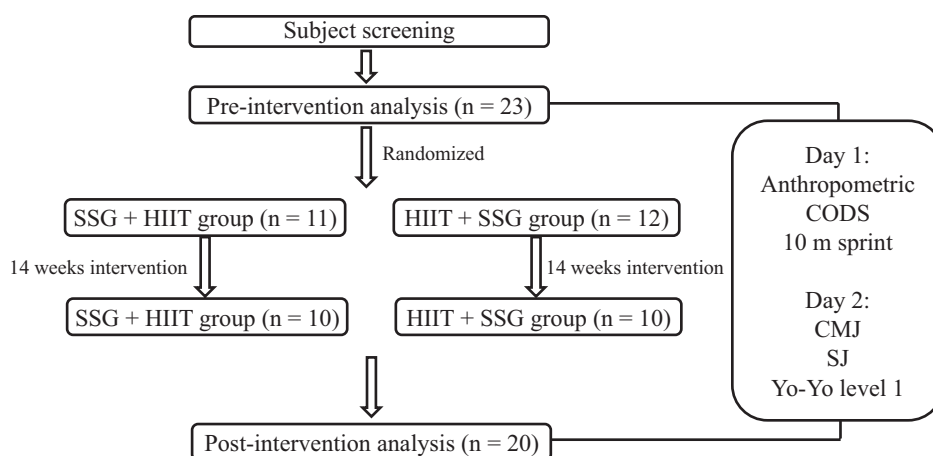 Subject screening
Pre-intervention analysis (n = 23)
Randomized
SSG + HIIT group (n = 11)
HIIT + SSG group (n = 12)
14 weeks intervention
14 weeks intervention
SSG + HIIT group (n = 10)
HIIT + SSG group (n = 10)
Post-intervention analysis (n = 20)
Day 1:
Anthropometric
CODS
10 m sprint
Day 2:
CMJ
SJ
Yo-Yo level 1